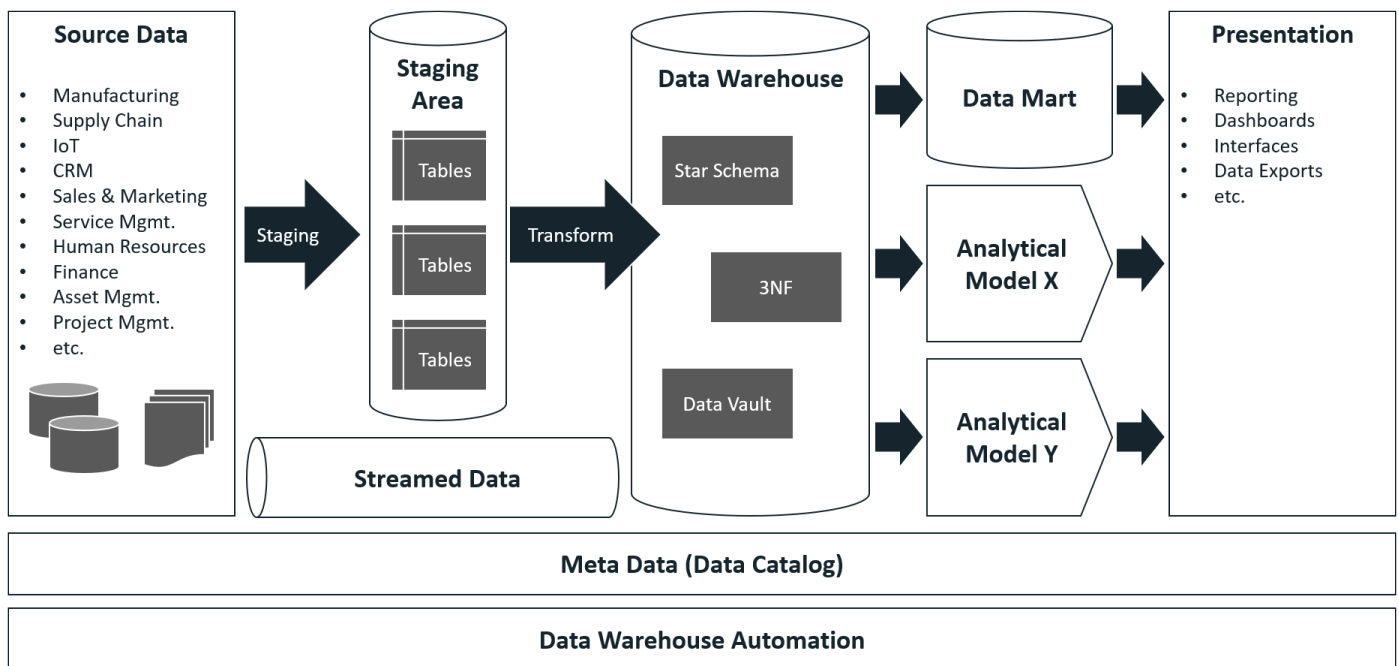 Source Data
• Manufacturing
• Supply Chain
• IoT
• CRM
• Sales & Marketing
• Service Mgmt.
• Human Resources
• Finance
• Asset Mgmt.
• Project Mgmt.
• etc.
Staging
Staging
Area
Tables
Tables
Tables
Transform
Streamed Data
Data Warehouse
Star Schema
3NF
Data Vault
Data Mart
Analytical
Model X
Analytical
Model Y
Presentation
• Reporting
• Dashboards
• Interfaces
• Data Exports
• etc.
Meta Data (Data Catalog)
Data Warehouse Automation